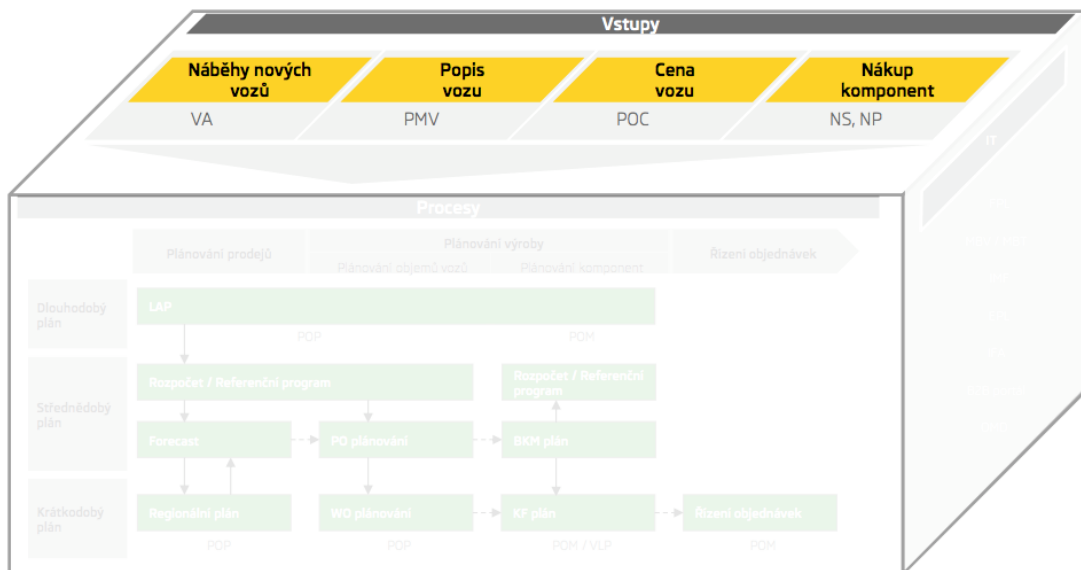 Vstupy
Náběhy nových
vozů
Popis
vozu
Cena
vozu
Nákup
komponent
VA
PMV
POC
NS, NP
IT
Procesy
Plánování prodejů
Plánování výroby
Řízení objednávek
Plánování objemů vozů
Plánování komponent
Dlouhodobý
plán
LAP
POP
POM
Střednědobý
plán
Rozpočet / Referenční program
Rozpočet / Referenční
program
Forecast
PO plánování
BKM plán
Krátkodobý
plán
Regionální plán
WO plánování
KF plán
Řízení objednávek
POP
POP
POM / VLP
POM